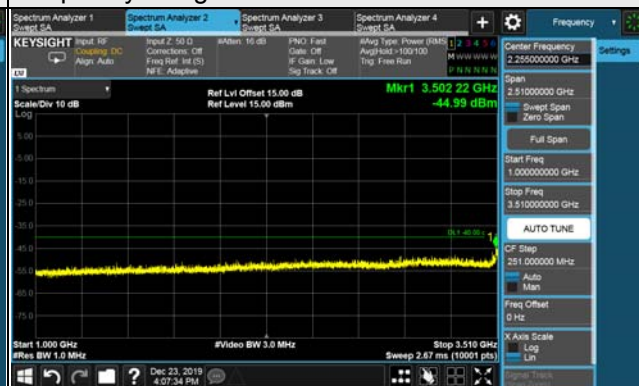 Spectrum Analyzer 1
Swept SA
Spectrum Analyzer 2
Swept SA
Spectrum Analyzer 3
Swept SA
Spectrum Analyzer 4
Swept SA
+
Frequency
KEYSIGHT
Input: RF
Coupling: DC
Align: Auto
Input Z: 50 Ω
Corrections: Off
Freq Ref: Int (S)
NFE: Adaptive
#Atten: 16 dB
PNO: Fast
Gate: Off
IF Gain: Low
Sig Track: Off
#Avg Type: Power (RMS)
Avg|Hold:>100/100
Trig: Free Run
1 2 3 4 5 6
M W W W W W
P N N N N N
LXI
1 Spectrum
Scale/Div 10 dB
Log
Ref Lvl Offset 15.00 dB
Ref Level 15.00 dBm
Mkr1 3.502 22 GHz
-44.99 dBm
5.00
-5.00
-15.0
-25.0
-35.0
-45.0
-55.0
-65.0
-75.0
DL1 -40.00
1
Start 1.000 GHz
#Res BW 1.0 MHz
#Video BW 3.0 MHz
Stop 3.510 GHz
Sweep 2.67 ms (10001 pts)
Dec 23, 2019
4:07:34 PM
Center Frequency
2.255000000 GHz
Settings
Span
2.51000000 GHz
Swept Span
Zero Span
Full Span
Start Freq
1.000000000 GHz
Stop Freq
3.510000000 GHz
AUTO TUNE
CF Step
251.000000 MHz
Auto
Man
Freq Offset
0 Hz
X Axis Scale
Log
Lin
Signal Track